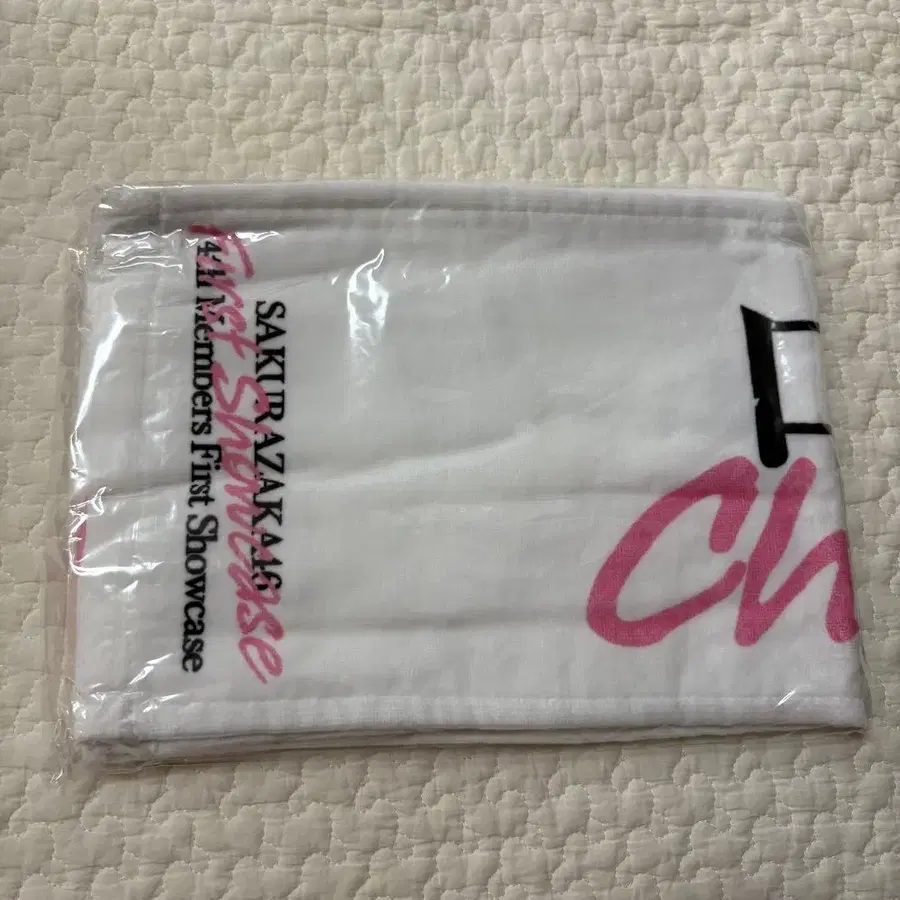 SAKURAZAKA46
First Showcase
4th Members First Showcase
Ch